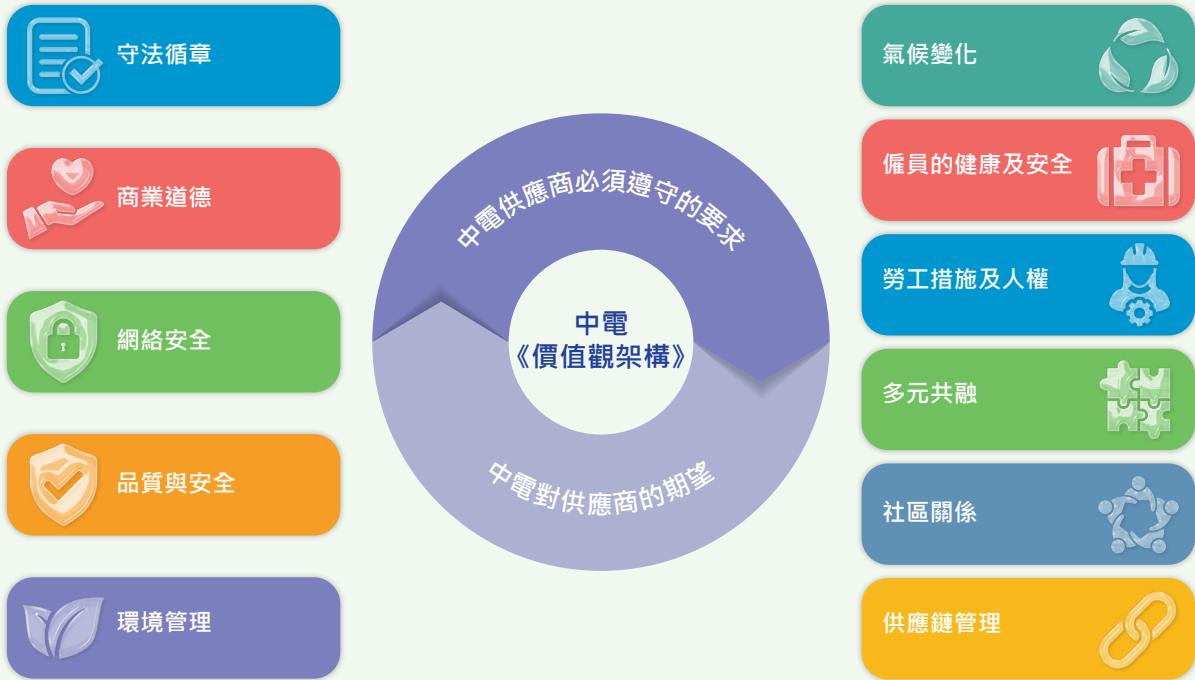 守法循章
商業道德
網絡安全
品質與安全
環境管理
中電供應商必須遵守的要求
中電
《價值觀架構》
中電對供應商的期望
氣候變化
僱員的健康及安全
勞工措施及人權
多元共融
社區關係
供應鏈管理